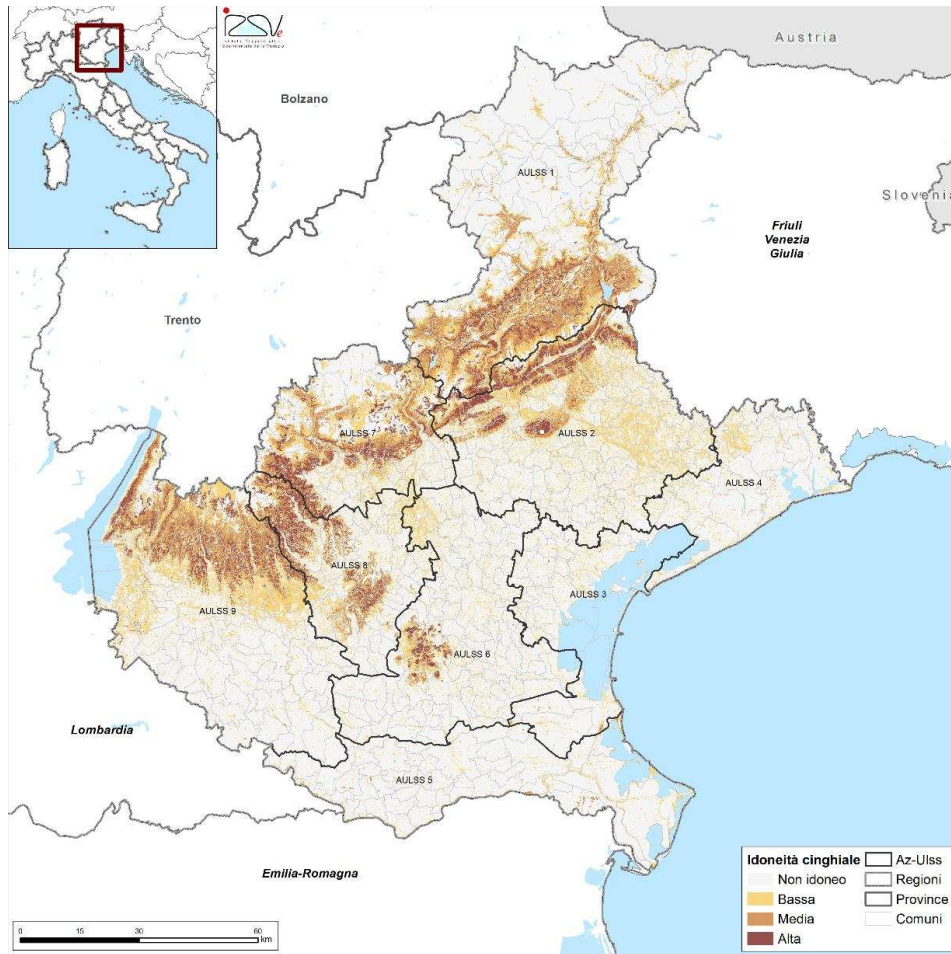 Austria
Bolzano
Slovenia
AULSS 1
Friuli
Venezia
Giulia
Trento
AULSS 7
AULSS 2
AULSS 4
AULSS 8
AULSS 3
AULSS 9
AULSS 6
Lombardia
AULSS 5
Emilia-Romagna
Idoneità cinghiale
Non idoneo
Bassa
Media
Alta
Az-Ulss
Regioni
Province
Comuni
0 15 30 60
km